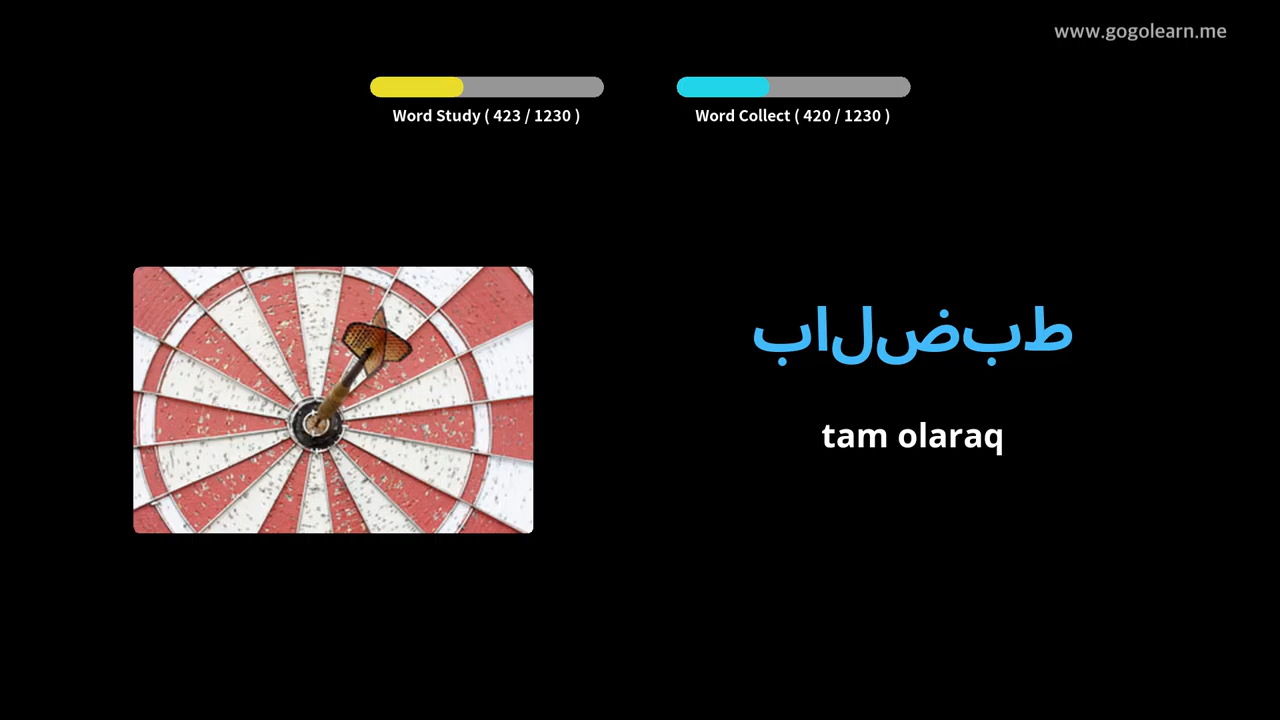 www.gogolearn.me
Word Study ( 423 / 1230 )
Word Collect ( 420 / 1230 )
بالضبط
tam olaraq